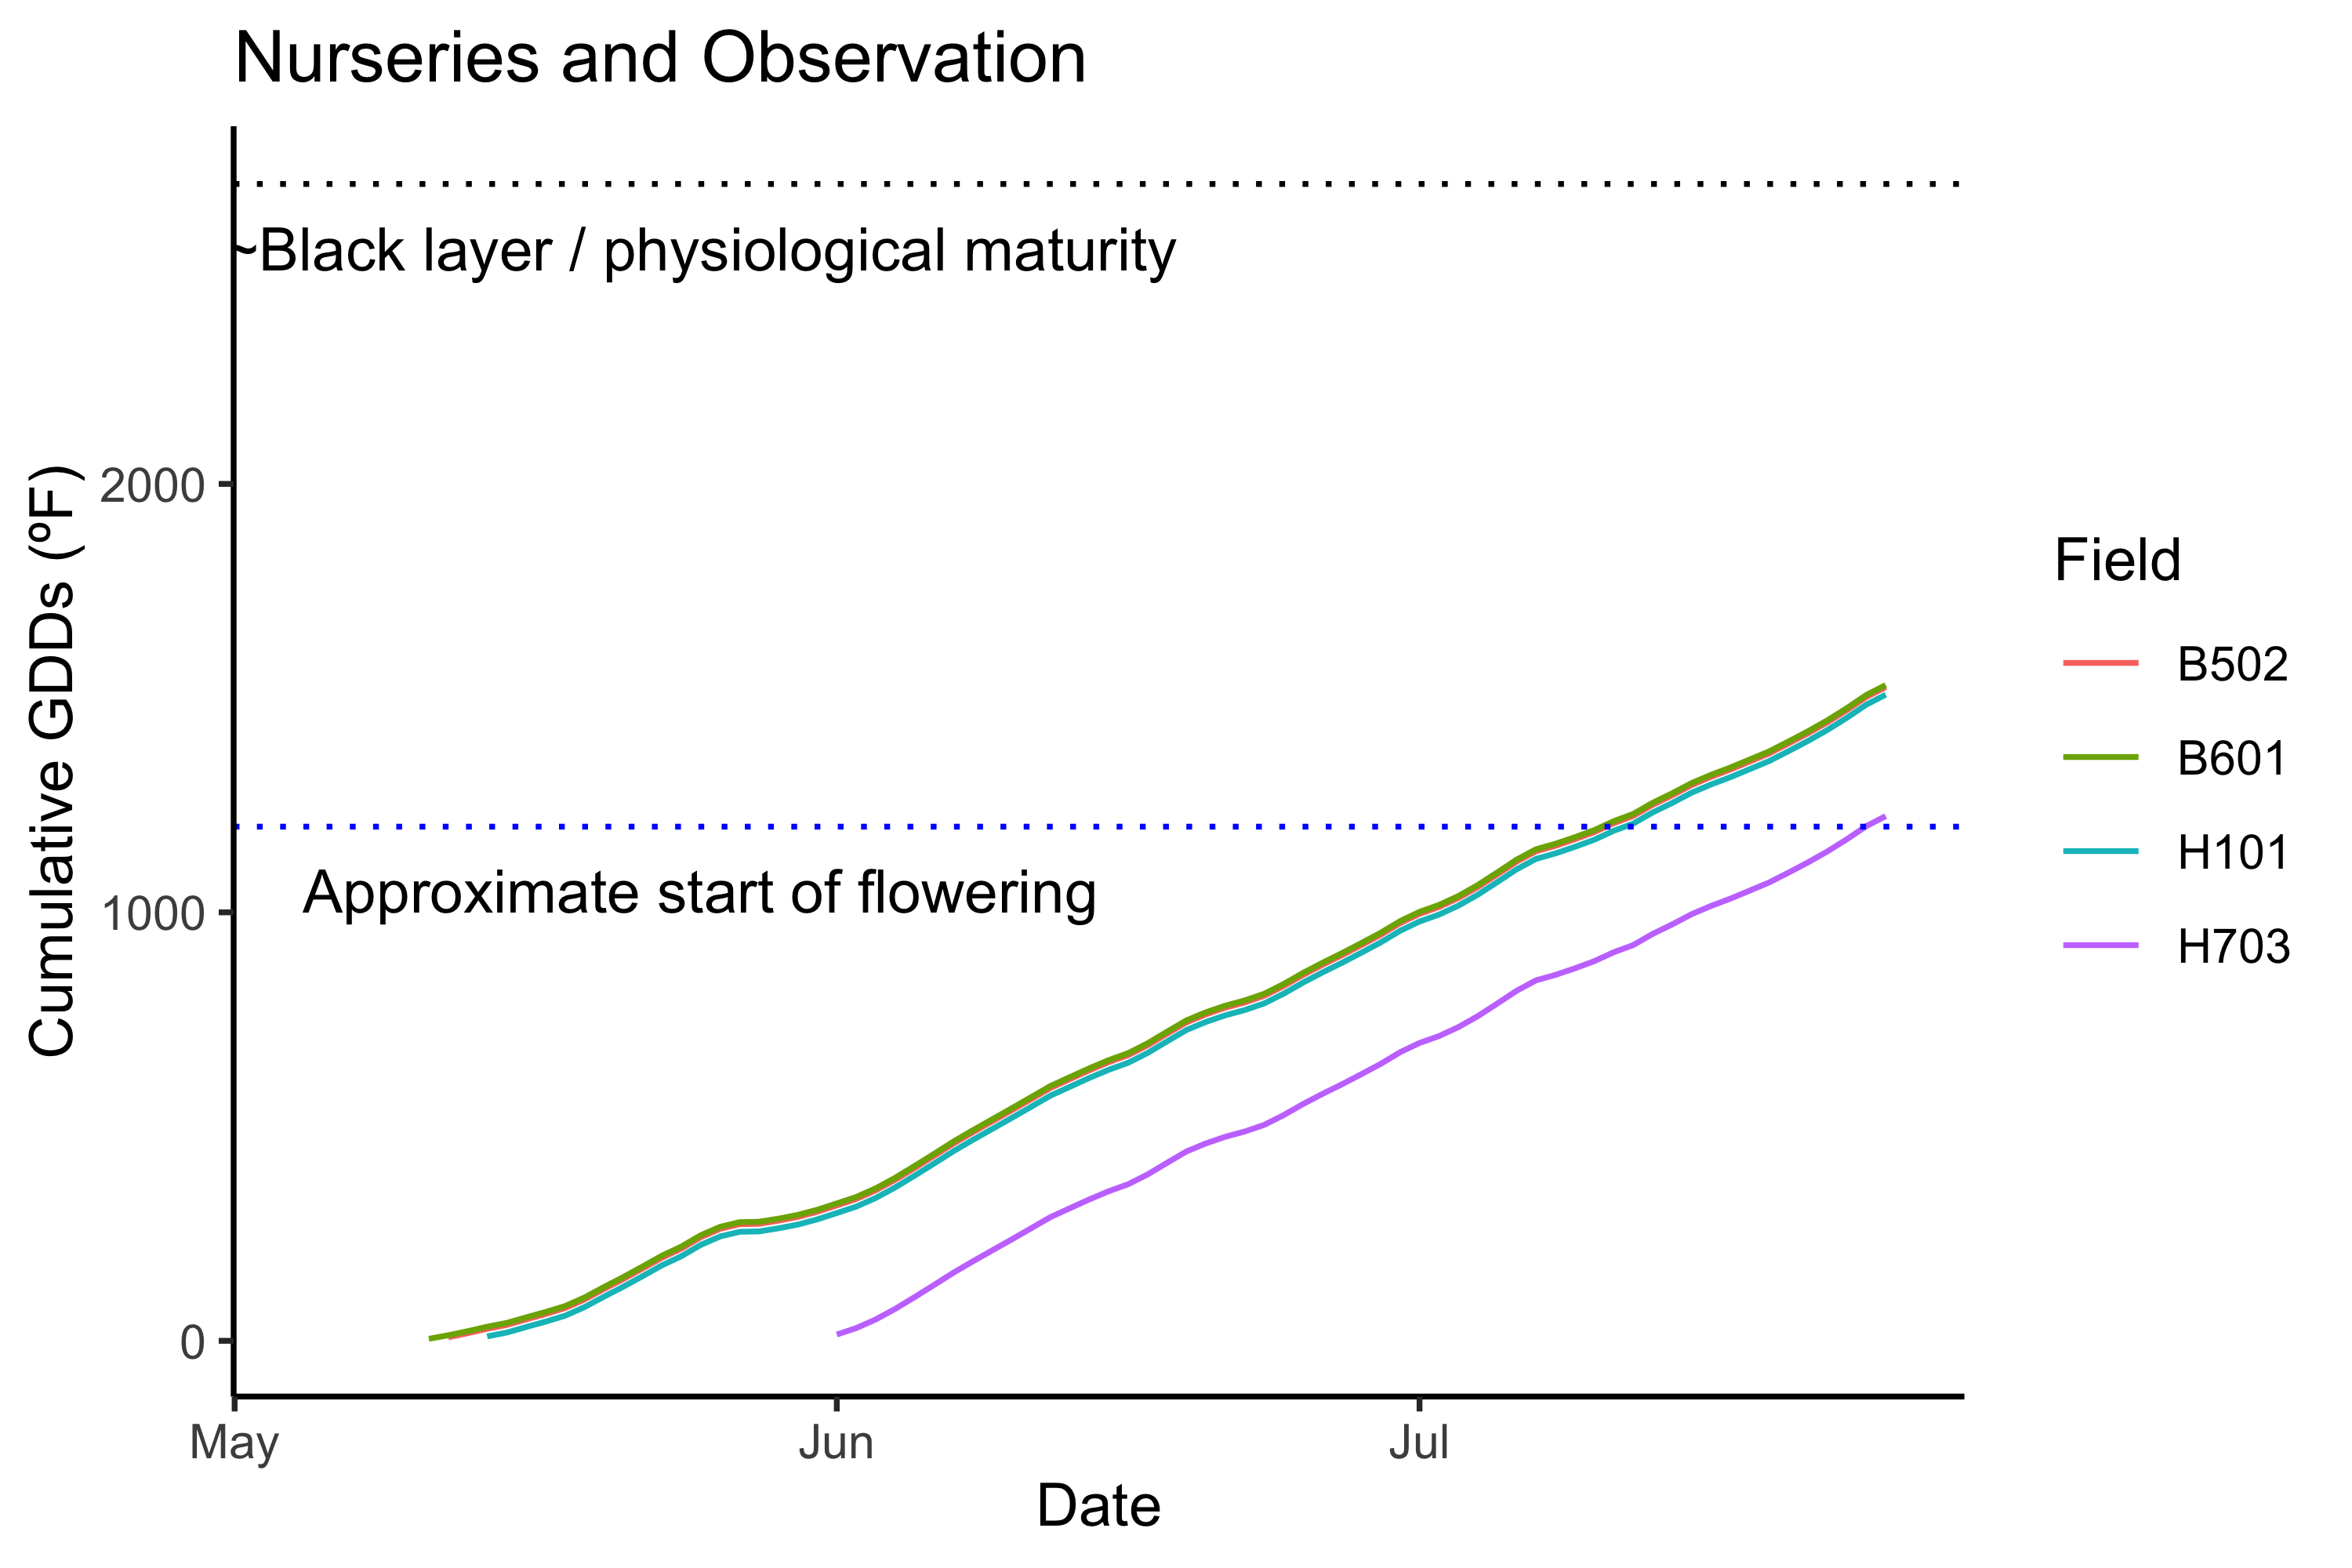 Nurseries and Observation
~Black layer / physiological maturity
2000
Approximate start of flowering
1000
0
Cumulative GDDs (ºF)
May
Jun
Jul
Date
Field
B502
B601
H101
H703